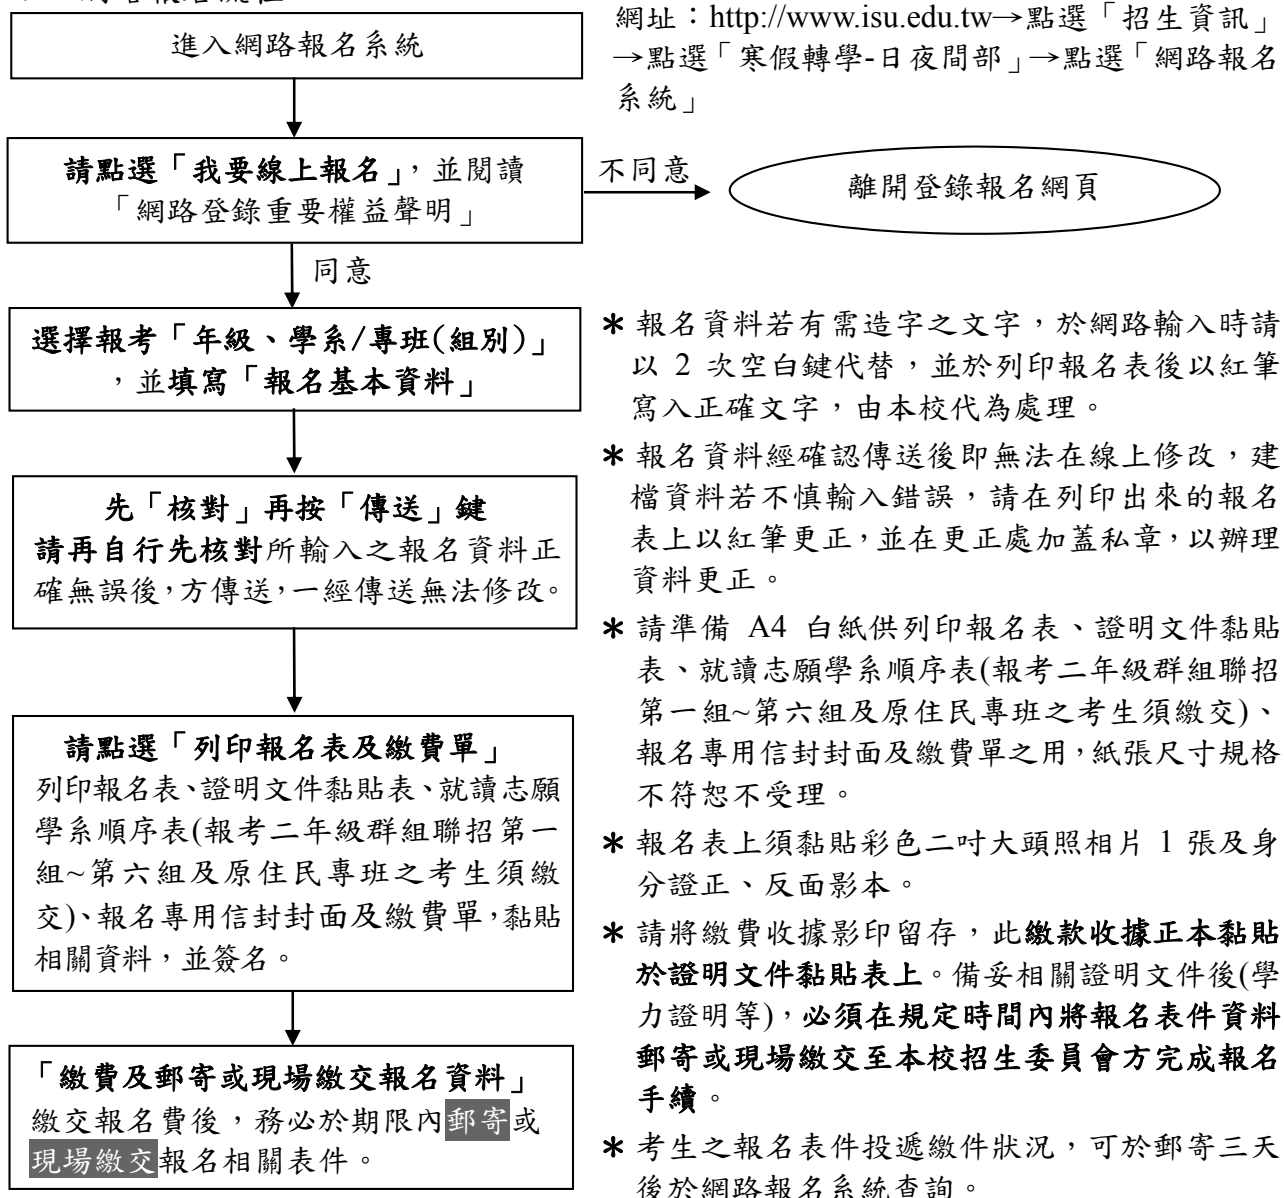 進入網路報名系統
網址：http://www.isu.edu.tw→點選「招生資訊」
→點選「寒假轉學-日夜間部」→點選「網路報名
系統」
請點選「我要線上報名」，並閱讀
「網路登錄重要權益聲明」
不同意
離開登錄報名網頁
同意
選擇報考「年級、學系/專班(組別)」
，並填寫「報名基本資料」
先「核對」再按「傳送」鍵
請再自行先核對所輸入之報名資料正
確無誤後，方傳送，一經傳送無法修改。
請點選「列印報名表及繳費單」
列印報名表、證明文件黏貼表、就讀志願
學系順序表(報考二年級群組聯招第一
組~第六組及原住民專班之考生須繳
交)、報名專用信封封面及繳費單，黏貼
相關資料，並簽名。
「繳費及郵寄或現場繳交報名資料」
繳交報名費後，務必於期限內郵寄或
現場繳交報名相關表件。
＊報名資料若有需造字之文字，於網路輸入時請
以 2 次空白鍵代替，並於列印報名表後以紅筆
寫入正確文字，由本校代為處理。
＊報名資料經確認傳送後即無法在線上修改，建
檔資料若不慎輸入錯誤，請在列印出來的報名
表上以紅筆更正，並在更正處加蓋私章，以辦理
資料更正。
＊請準備 A4 白紙供列印報名表、證明文件黏貼
表、就讀志願學系順序表(報考二年級群組聯招
第一組~第六組及原住民專班之考生須繳交)、
報名專用信封封面及繳費單之用，紙張尺寸規格
不符恕不受理。
＊報名表上須黏貼彩色二吋大頭照相片 1 張及身
分證正、反面影本。
＊請將繳費收據影印留存，此繳款收據正本黏貼
於證明文件黏貼表上。備妥相關證明文件後(學
力證明等)，必須在規定時間內將報名表件資料
郵寄或現場繳交至本校招生委員會方完成報名
手續。
＊考生之報名表件投遞繳件狀況，可於郵寄三天
後於網路報名系統查詢。